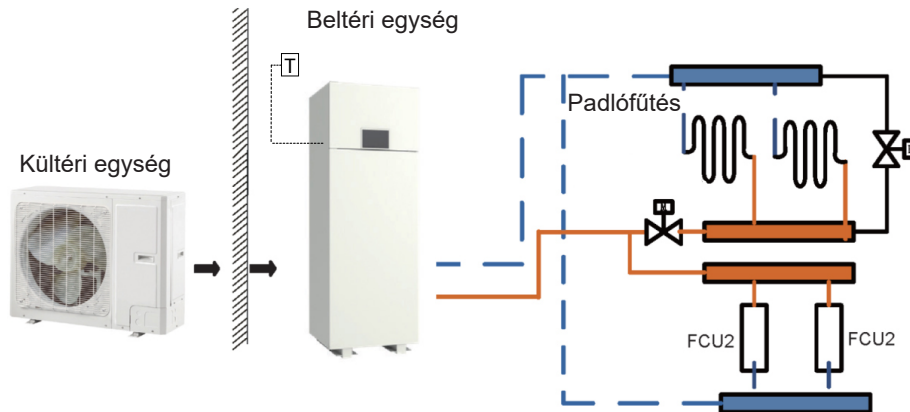 Beltéri egység
T
Padlófűtés
Kültéri egység
FCU2
FCU2